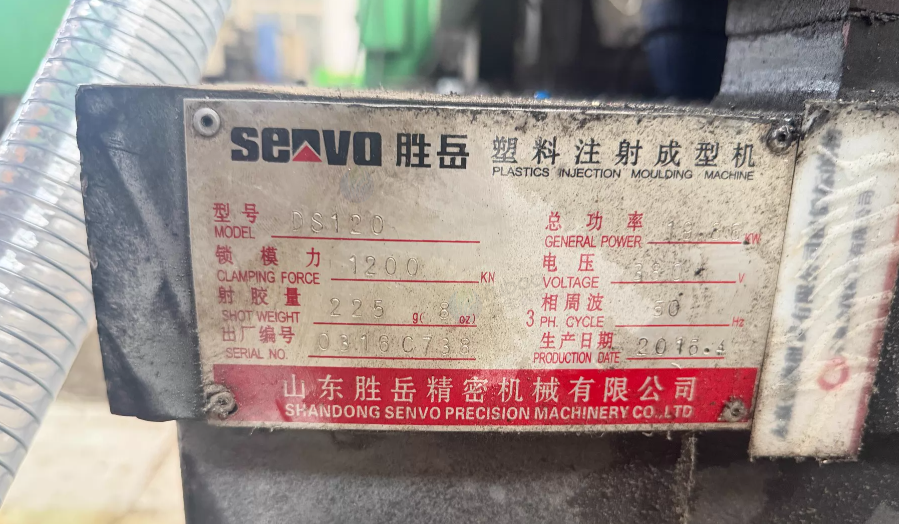 SENVO 胜岳 塑料注射成型机
PLASTICS INJECTION MOULDING MACHINE
型号 DS120
MODEL
锁模力 1200
CLAMPING FORCE KN
射胶量 225 8
SHOT WEIGHT g( oz)
出厂编号 0316C738
SERIAL NO.
总功率
GENERAL POWER KW
电压
VOLTAGE V
相周波 50
3 PH. CYCLE Hz
生产日期
PRODUCTION DATE
山东胜岳精密机械有限公司
SHANDONG SENVO PRECISION MACHINERY CO.,LTD